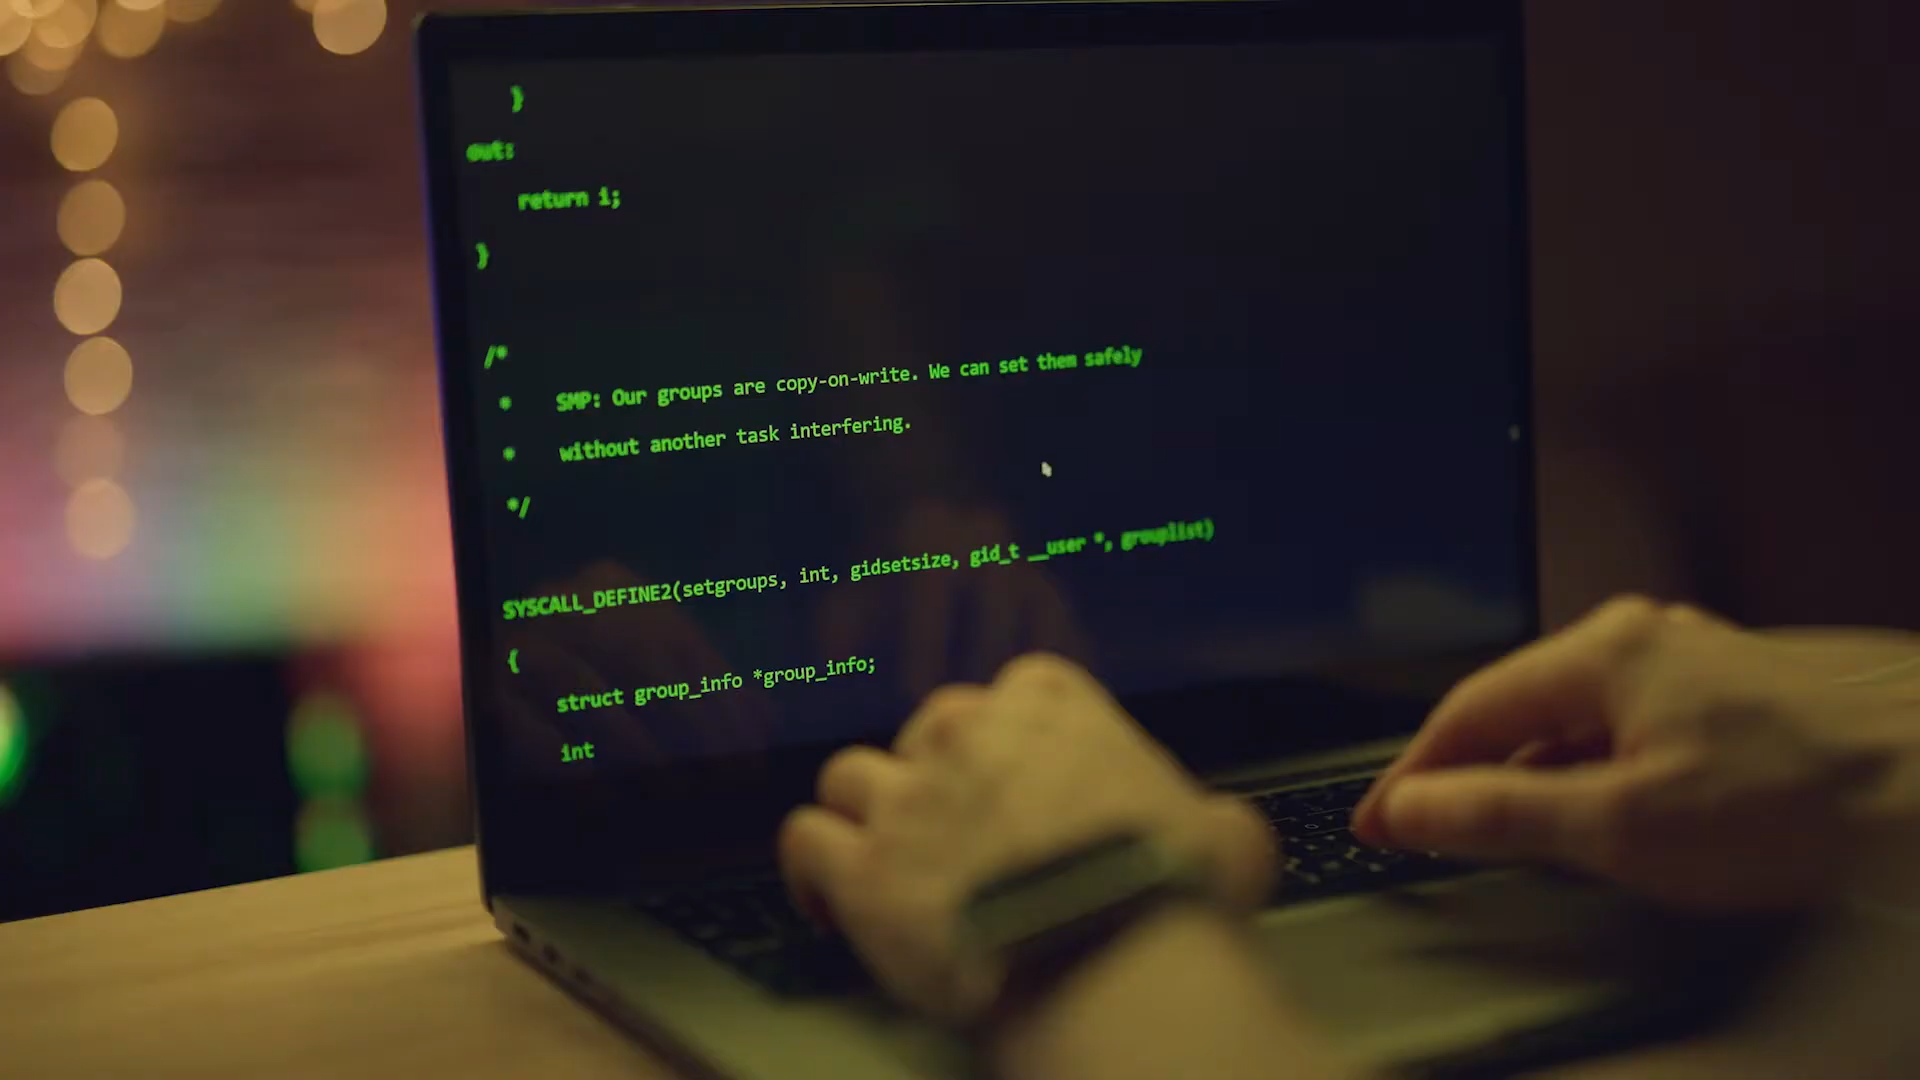 }
out:
return i;
}
/*
* SMP: Our groups are copy-on-write. We can set them safely
* without another task interfering.
*/
SYSCALL_DEFINE2(setgroups, int, gidsetsize, gid_t __user *, grouplist)
{
struct group_info *group_info;
int